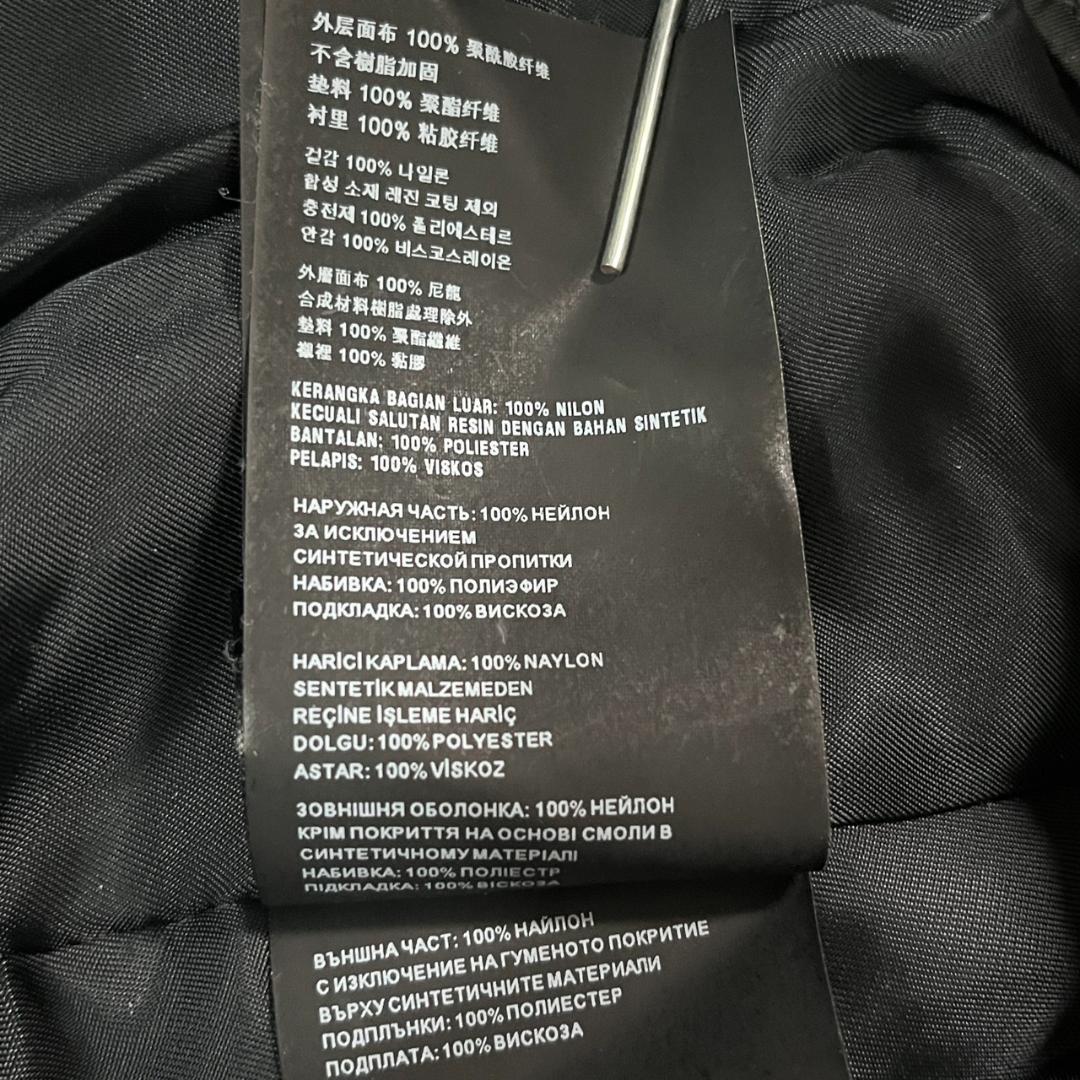 外层面布 100% 聚酰胺纤维
不含樹脂加固
垫料 100% 聚酯纤维
衬里 100% 粘胶纤维
겉감 100% 나일론
합성 소재 레진 코팅 제외
충전제 100% 폴리에스테르
안감 100% 비스코스레이온
外層面布 100% 尼龍
合成材料樹脂處理除外
墊料 100% 聚酯纖維
襯裡 100% 黏膠
KERANGKA BAGIAN LUAR: 100% NILON
KECUALI SALUTAN RESIN DENGAN BAHAN SINTETIK
BANTALAN: 100% POLIESTER
PELAPIS: 100% VISKOS
НАРУЖНАЯ ЧАСТЬ: 100% НЕЙЛОН
ЗА ИСКЛЮЧЕНИЕМ
СИНТЕТИЧЕСКОЙ ПРОПИТКИ
НАБИВКА: 100% ПОЛИЭФИР
ПОДКЛАДКА: 100% ВИСКОЗА
HARİCİ KAPLAMA: 100% NAYLON
SENTETİK MALZEMEDEN
REÇİNE İŞLEME HARİÇ
DOLGU: 100% POLYESTER
ASTAR: 100% VİSKOZ
ЗОВНІШНЯ ОБОЛОНКА: 100% НЕЙЛОН
КРІМ ПОКРИТТЯ НА ОСНОВІ СМОЛИ В
СИНТЕТИЧНОМУ МАТЕРІАЛІ
НАБИВКА: 100% ПОЛІЕСТР
ПІДКЛАДКА: 100% ВІСКОЗА
ВЪНШНА ЧАСТ: 100% НАЙЛОН
С ИЗКЛЮЧЕНИЕ НА ГУМЕНОТО ПОКРИТИЕ
ВЪРХУ СИНТЕТИЧНИТЕ МАТЕРИАЛИ
ПОДПЛЪНКИ: 100% ПОЛИЕСТЕР
ПОДПЛАТА: 100% ВИСКОЗА